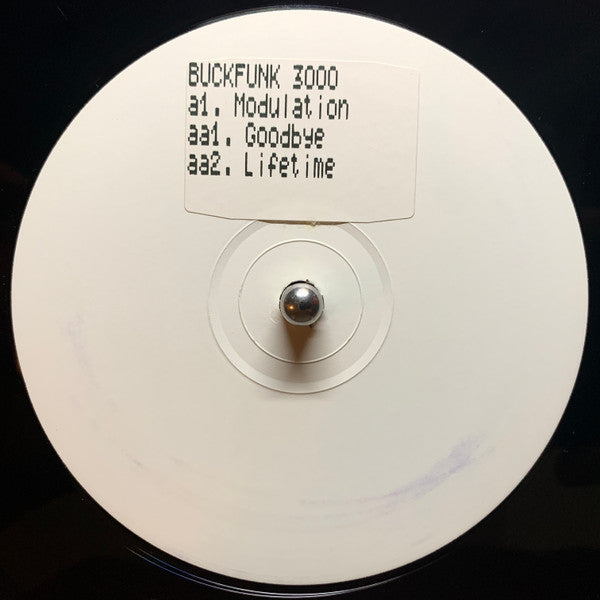 BUCKFUNK 3000
a1. Modulation
aa1. Goodbye
aa2. Lifetime